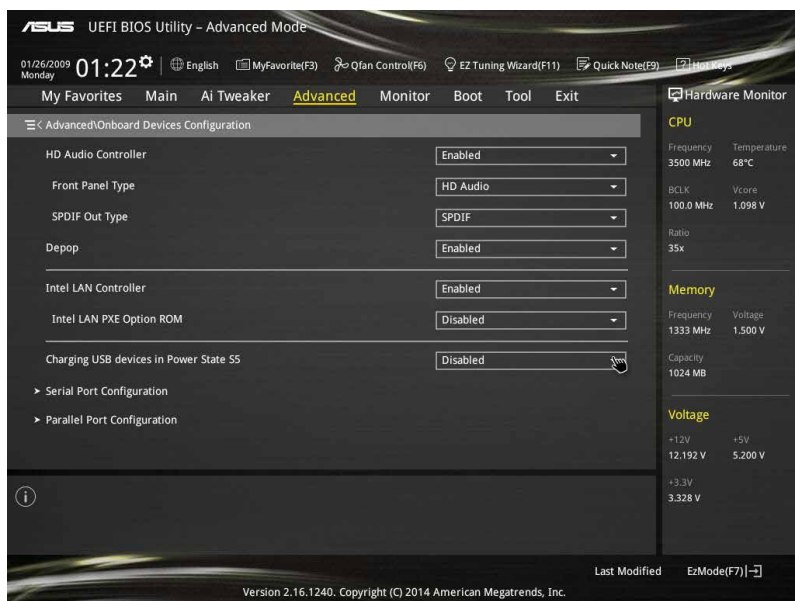 ASUS UEFI BIOS Utility – Advanced Mode
01/26/2009
Monday
01:22
English
MyFavorite(F3)
Qfan Control(F6)
EZ Tuning Wizard(F11)
Quick Note(F9)
Hot Keys
My Favorites
Main
Ai Tweaker
Advanced
Monitor
Boot
Tool
Exit
Advanced\Onboard Devices Configuration
HD Audio Controller Enabled
Front Panel Type HD Audio
SPDIF Out Type SPDIF
Depop Enabled
Intel LAN Controller Enabled
Intel LAN PXE Option ROM Disabled
Charging USB devices in Power State S5 Disabled
> Serial Port Configuration
> Parallel Port Configuration
Hardware Monitor
CPU
Frequency Temperature
3500 MHz 68°C
BCLK Vcore
100.0 MHz 1.098 V
Ratio
35x
Memory
Frequency Voltage
1333 MHz 1.500 V
Capacity
1024 MB
Voltage
+12V +5V
12.192 V 5.200 V
+3.3V
3.328 V
Last Modified
EzMode(F7)
Version 2.16.1240. Copyright (C) 2014 American Megatrends, Inc.